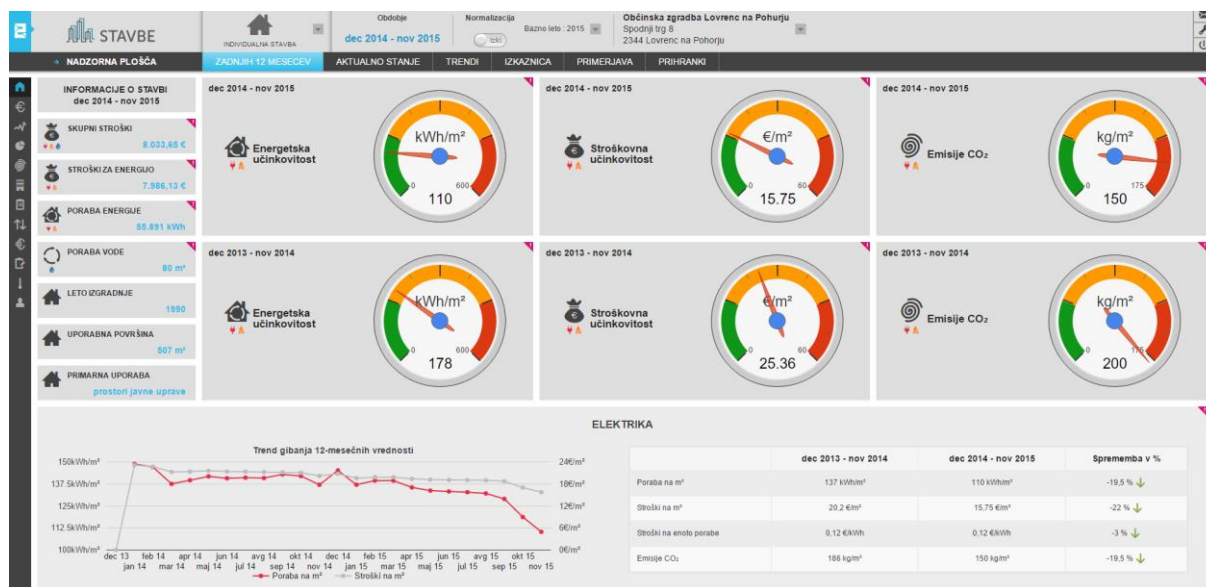 STAVBE
INDIVIDUALNA STAVBA
Obdobje
dec 2014 - nov 2015
Normalizacija
Izkl
Bazno leto : 2015
Občinska zgradba Lovrenc na Pohurju
Spodnji trg 8
2344 Lovrenc na Pohorju
NADZORNA PLOŠČA
ZADNJIH 12 MESECEV
AKTUALNO STANJE
TRENDI
IZKAZNICA
PRIMERJAVA
PRIHRANKI
INFORMACIJE O STAVBI
dec 2014 - nov 2015
SKUPNI STROŠKI
8.033,65 €
STROŠKI ZA ENERGIJO
7.986,13 €
PORABA ENERGIJE
55.891 kWh
PORABA VODE
80 m³
LETO IZGRADNJE
1990
UPORABNA POVRŠINA
507 m²
PRIMARNA UPORABA
prostori javne uprave
dec 2014 - nov 2015
Energetska
učinkovitost
kWh/m²
0 600
110
dec 2014 - nov 2015
Stroškovna
učinkovitost
€/m²
0 60
15.75
dec 2014 - nov 2015
Emisije CO₂
kg/m²
0 175
150
dec 2013 - nov 2014
Energetska
učinkovitost
kWh/m²
0 600
178
dec 2013 - nov 2014
Stroškovna
učinkovitost
€/m²
0 60
25.36
dec 2013 - nov 2014
Emisije CO₂
kg/m²
0 175
200
ELEKTRIKA
Trend gibanja 12-mesečnih vrednosti
150kWh/m² 24€/m²
137.5kWh/m² 18€/m²
125kWh/m² 12€/m²
112.5kWh/m² 6€/m²
100kWh/m² 0€/m²
dec 13 feb 14 apr 14 jun 14 avg 14 okt 14 dec 14 feb 15 apr 15 jun 15 avg 15 okt 15
jan 14 mar 14 maj 14 jul 14 sep 14 nov 14 jan 15 mar 15 maj 15 jul 15 sep 15 nov 15
Poraba na m² Stroški na m²
dec 2013 - nov 2014 dec 2014 - nov 2015 Sprememba v %
Poraba na m² 137 kWh/m² 110 kWh/m² -19,5 %
Stroški na m² 20,2 €/m² 15,75 €/m² -22 %
Stroški na enoto porabe 0,12 €/kWh 0,12 €/kWh -3 %
Emisije CO₂ 186 kg/m² 150 kg/m² -19,5 %